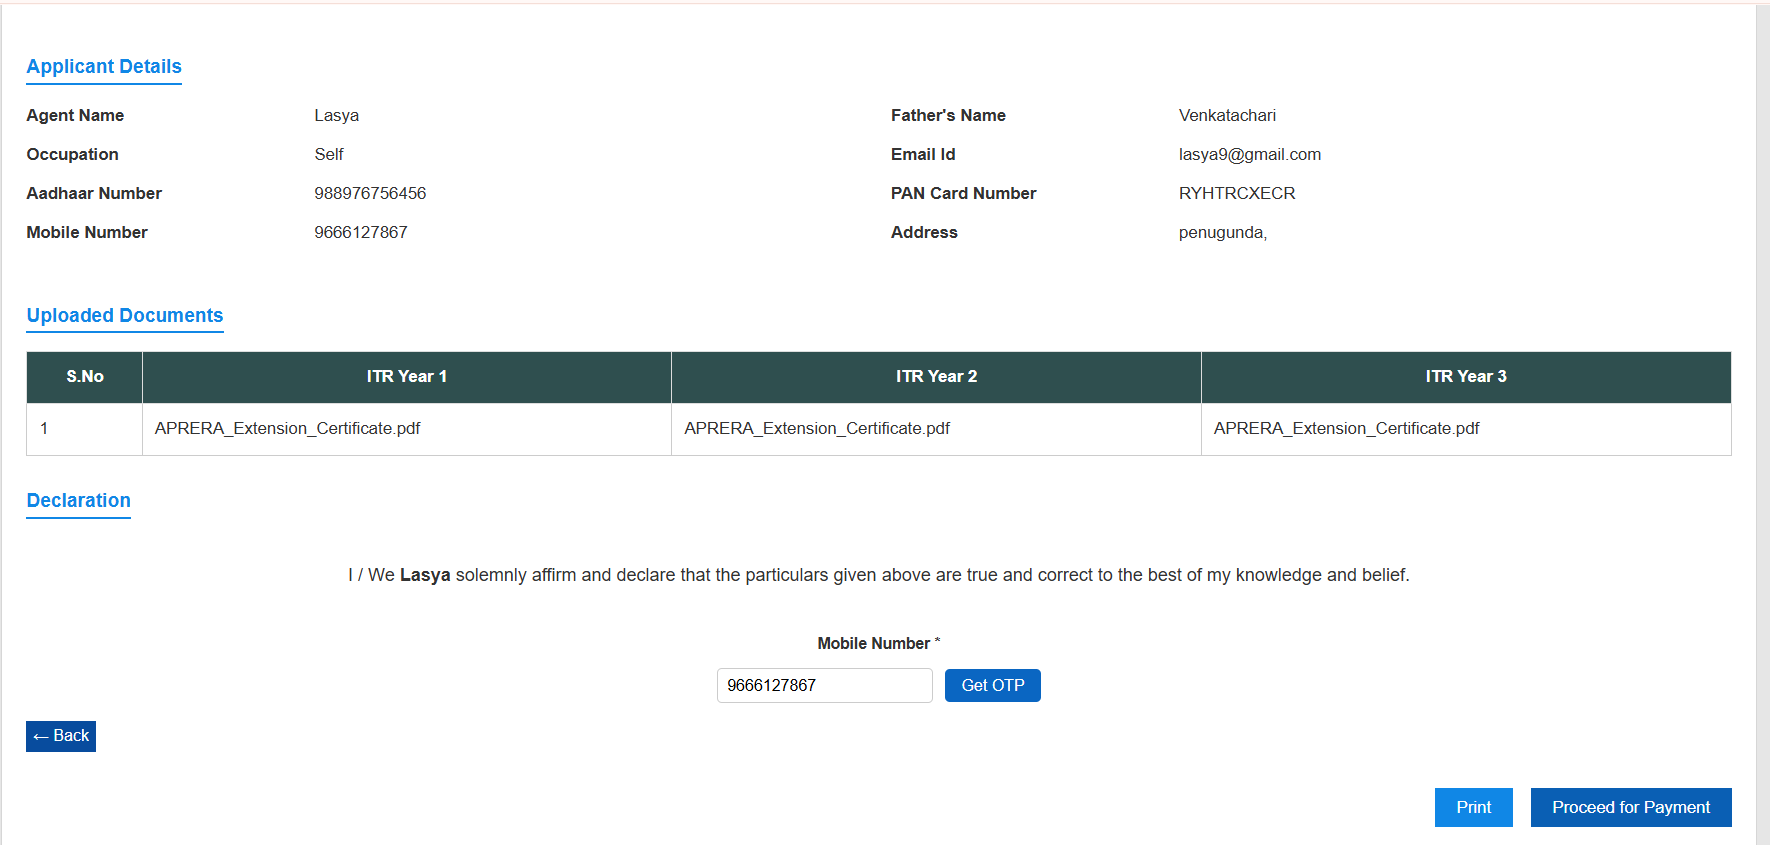 Applicant Details
Agent Name Lasya Father's Name Venkatachari
Occupation Self Email Id lasya9@gmail.com
Aadhaar Number 988976756456 PAN Card Number RYHTRCXECR
Mobile Number 9666127867 Address penugunda,
Uploaded Documents
S.No ITR Year 1 ITR Year 2 ITR Year 3
1 APRERA_Extension_Certificate.pdf APRERA_Extension_Certificate.pdf APRERA_Extension_Certificate.pdf
Declaration
I / We Lasya solemnly affirm and declare that the particulars given above are true and correct to the best of my knowledge and belief.
Mobile Number *
9666127867 Get OTP
← Back
Print Proceed for Payment